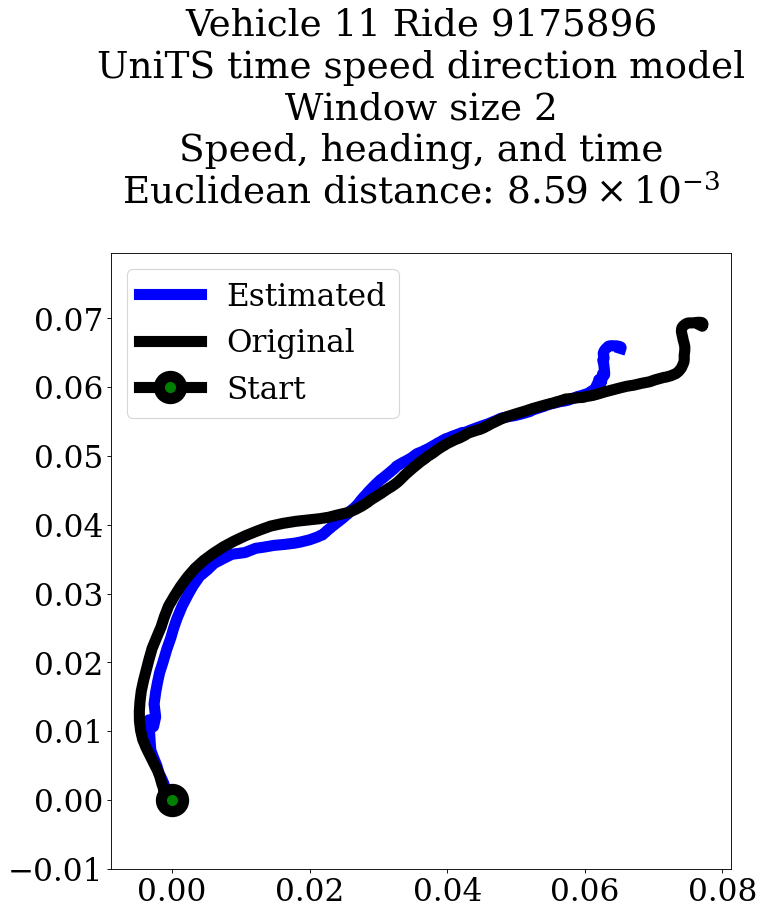 Vehicle 11 Ride 9175896
UniTS time speed direction model
Window size 2
Speed, heading, and time
Euclidean distance: 8.59 × 10⁻³
Estimated
Original
Start
0.07
0.06
0.05
0.04
0.03
0.02
0.01
0.00
−0.01
0.00 0.02 0.04 0.06 0.08